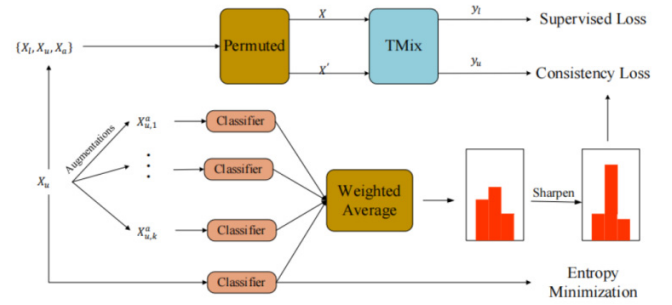 {X_l, X_u, X_a}
Permuted
X
X'
TMix
y_l
y_u
Supervised Loss
Consistency Loss
X_u
Augmentations
X^a_{u,1}
⋮
X^a_{u,k}
Classifier
Classifier
Classifier
Classifier
Weighted
Average
Sharpen
Entropy
Minimization